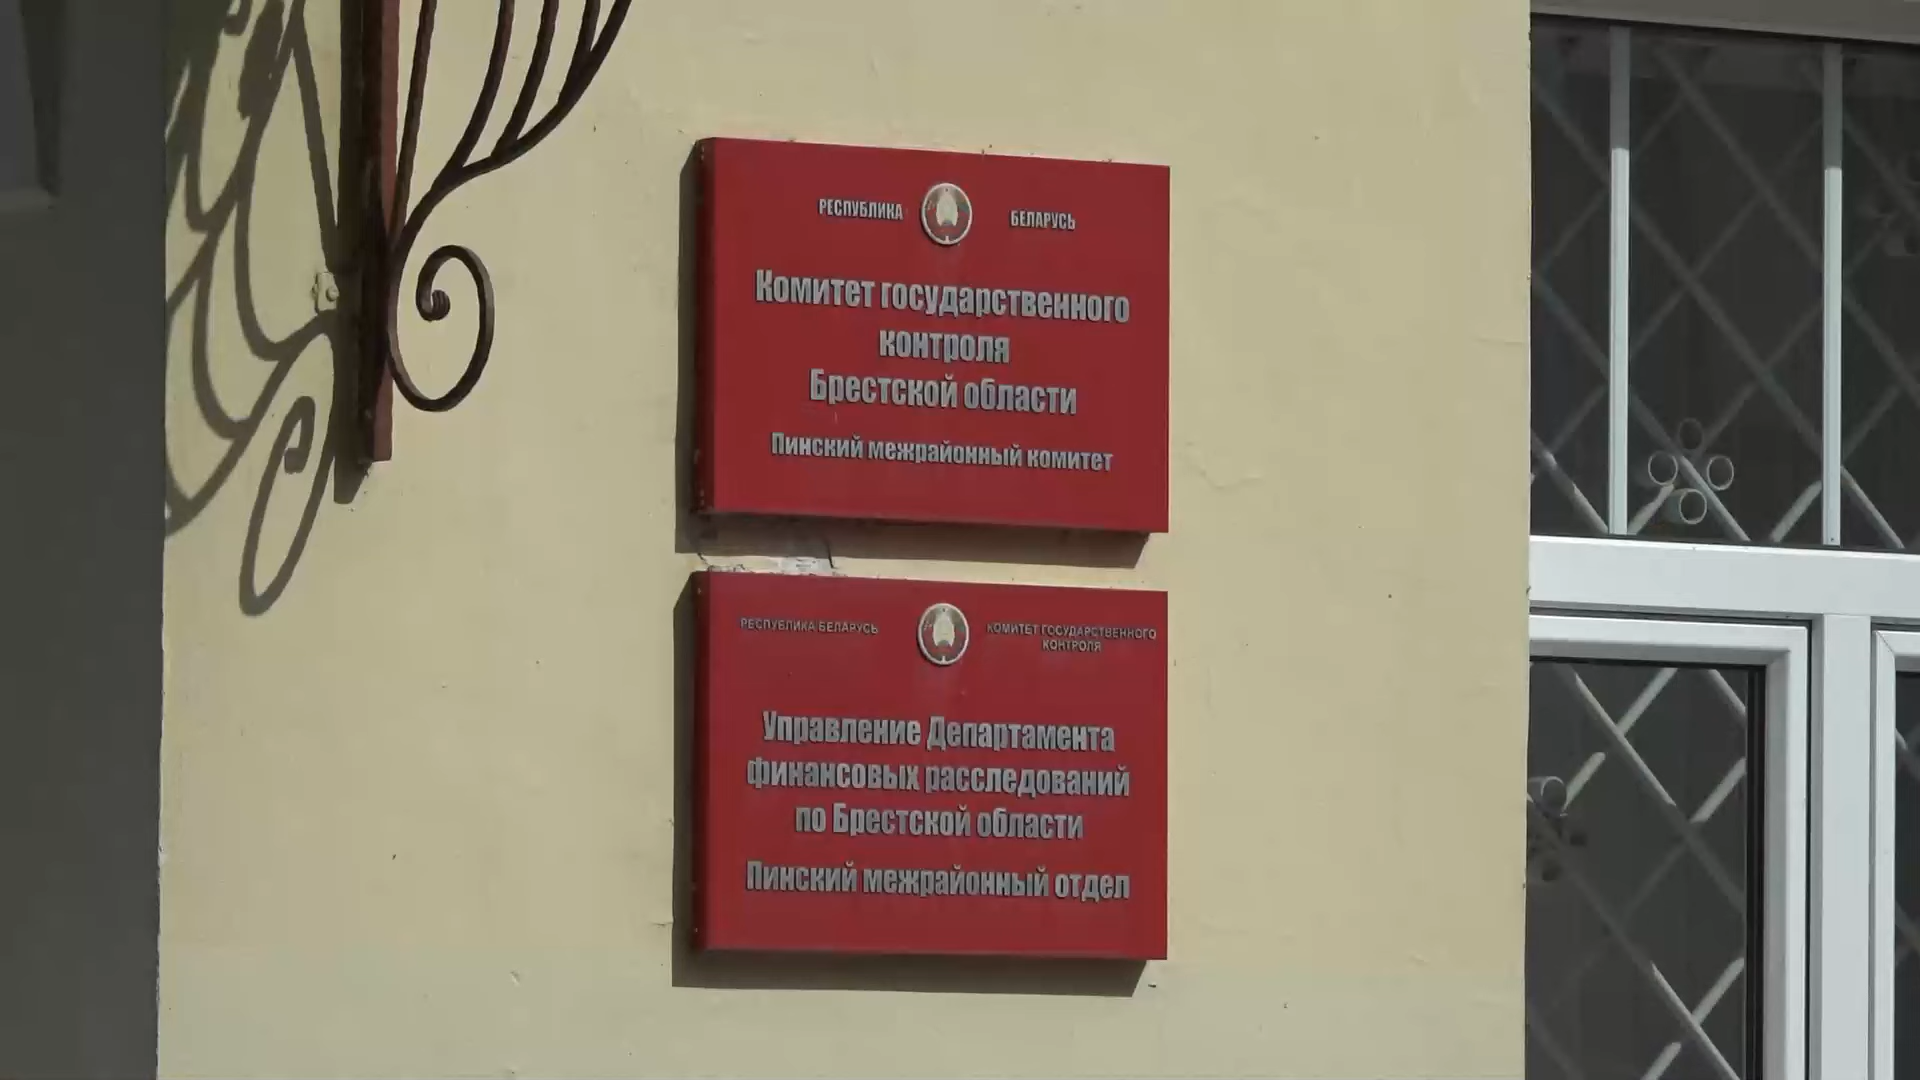 РЕСПУБЛИКА БЕЛАРУСЬ
Комитет государственного
контроля
Брестской области
Пинский межрайонный комитет
РЕСПУБЛИКА БЕЛАРУСЬ
КОМИТЕТ ГОСУДАРСТВЕННОГО
КОНТРОЛЯ
Управление Департамента
финансовых расследований
по Брестской области
Пинский межрайонный отдел